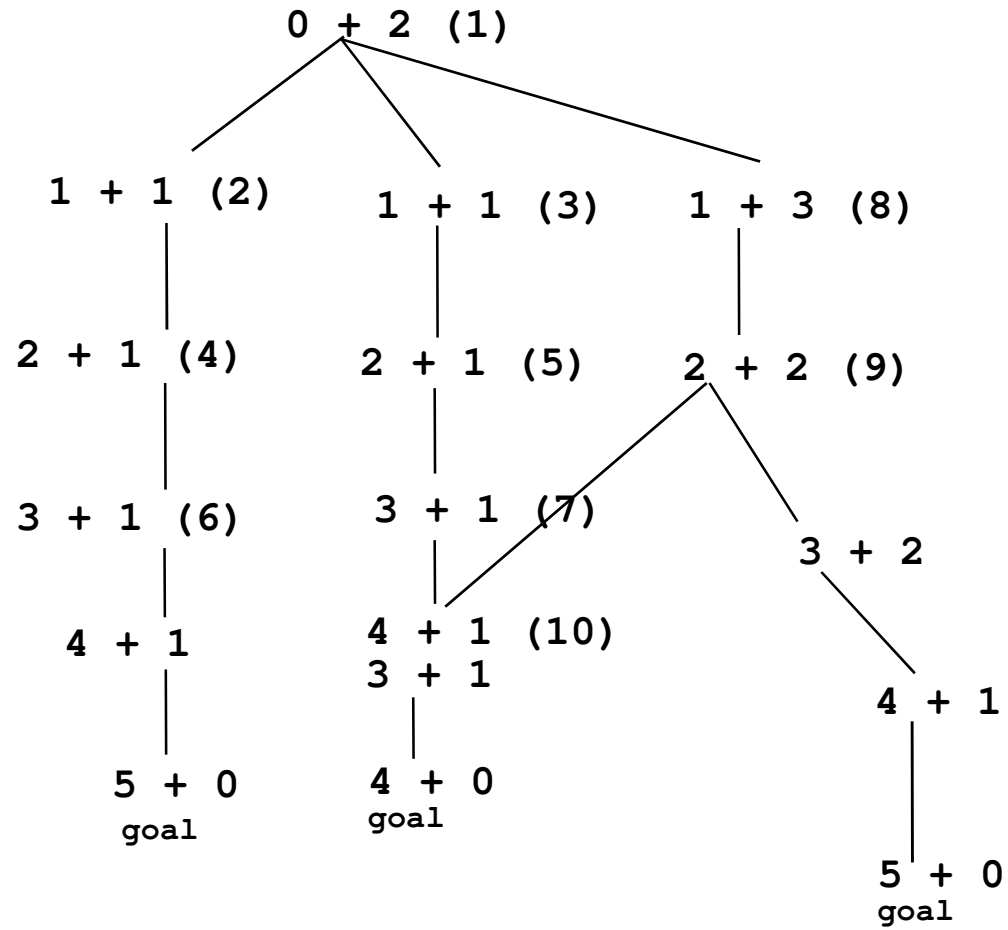 0 + 2 (1)
1 + 1 (2)
1 + 1 (3)
1 + 3 (8)
2 + 1 (4)
2 + 1 (5)
2 + 2 (9)
3 + 1 (6)
3 + 1 (7)
3 + 2
4 + 1
4 + 1 (10)
3 + 1
4 + 1
5 + 0
goal
4 + 0
goal
5 + 0
goal